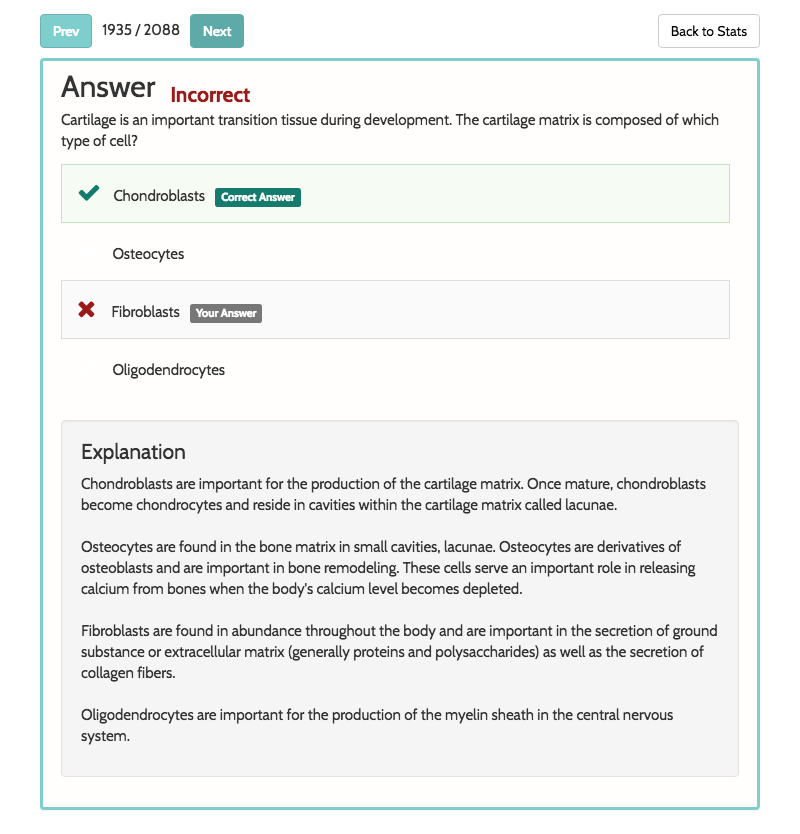 Prev 1935 / 2088 Next Back to Stats
Answer Incorrect
Cartilage is an important transition tissue during development. The cartilage matrix is composed of which
type of cell?
Chondroblasts Correct Answer
Osteocytes
Fibroblasts Your Answer
Oligodendrocytes
Explanation
Chondroblasts are important for the production of the cartilage matrix. Once mature, chondroblasts
become chondrocytes and reside in cavities within the cartilage matrix called lacunae.
Osteocytes are found in the bone matrix in small cavities, lacunae. Osteocytes are derivatives of
osteoblasts and are important in bone remodeling. These cells serve an important role in releasing
calcium from bones when the body's calcium level becomes depleted.
Fibroblasts are found in abundance throughout the body and are important in the secretion of ground
substance or extracellular matrix (generally proteins and polysaccharides) as well as the secretion of
collagen fibers.
Oligodendrocytes are important for the production of the myelin sheath in the central nervous
system.